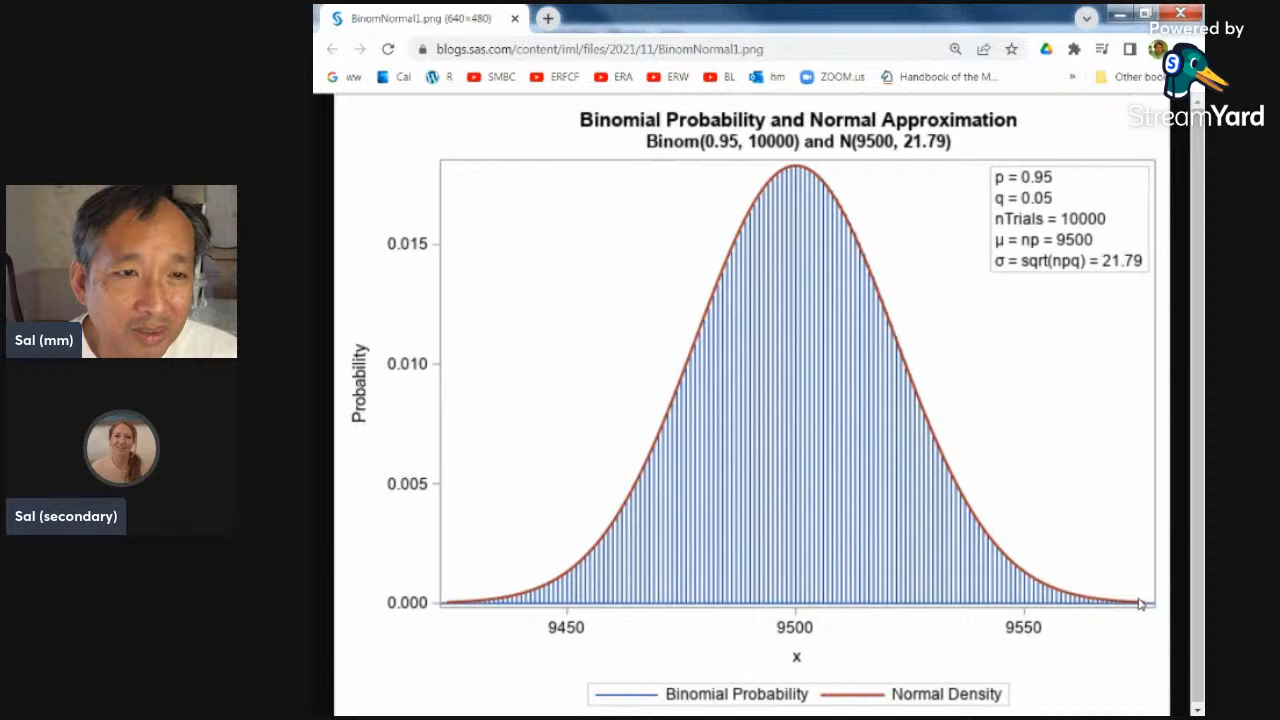 BinomNormal1.png (640×480)
Powered by
StreamYard
blogs.sas.com/content/iml/files/2021/11/BinomNormal1.png
ww Cal R SMBC ERFCF ERA ERW BL hm ZOOM.us Handbook of the M... » Other boo
Binomial Probability and Normal Approximation
Binom(0.95, 10000) and N(9500, 21.79)
p = 0.95
q = 0.05
nTrials = 10000
μ = np = 9500
σ = sqrt(npq) = 21.79
Probability
0.015
0.010
0.005
0.000
9450 9500 9550
x
Binomial Probability Normal Density
Sal (mm)
Sal (secondary)